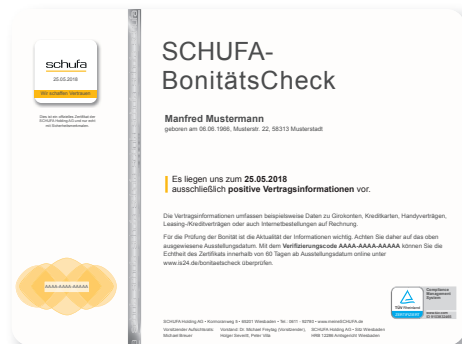 schufa
25.05.2018
Wir schaffen Vertrauen
Dies ist ein offizielles Zertifikat der
SCHUFA Holding AG und nur echt
mit Sicherheitsmerkmalen.
AAAA-AAAA-AAAAA
SCHUFA-
BonitätsCheck
Manfred Mustermann
geboren am 06.06.1966, Musterstr. 22, 58313 Musterstadt
Es liegen uns zum 25.05.2018
ausschließlich positive Vertragsinformationen vor.
Die Vertragsinformationen umfassen beispielsweise Daten zu Girokonten, Kreditkarten, Handyverträgen,
Leasing-/Kreditverträgen oder auch Internetbestellungen auf Rechnung.
Für die Prüfung der Bonität ist die Aktualität der Informationen wichtig. Achten Sie daher auf das oben
ausgewiesene Ausstellungsdatum. Mit dem Verifizierungscode AAAA-AAAA-AAAAA können Sie die
Echtheit des Zertifikats innerhalb von 60 Tagen ab Ausstellungsdatum online unter
www.is24.de/bonitaetscheck überprüfen.
TÜVRheinland
zertifiziert
Compliance
Management
System
www.tuv.com
SCHUFA Holding AG • Kormoranweg 5 • 65201 Wiesbaden • Tel.: 0611 - 92780 • www.meineSCHUFA.de
Vorsitzender Aufsichtsrat: Vorstand: Dr. Michael Freytag (Vorsitzender), SCHUFA Holding AG • Sitz Wiesbaden
Michael Breuer Holger Severitt, Peter Villa HRB 12286 Amtsgericht Wiesbaden